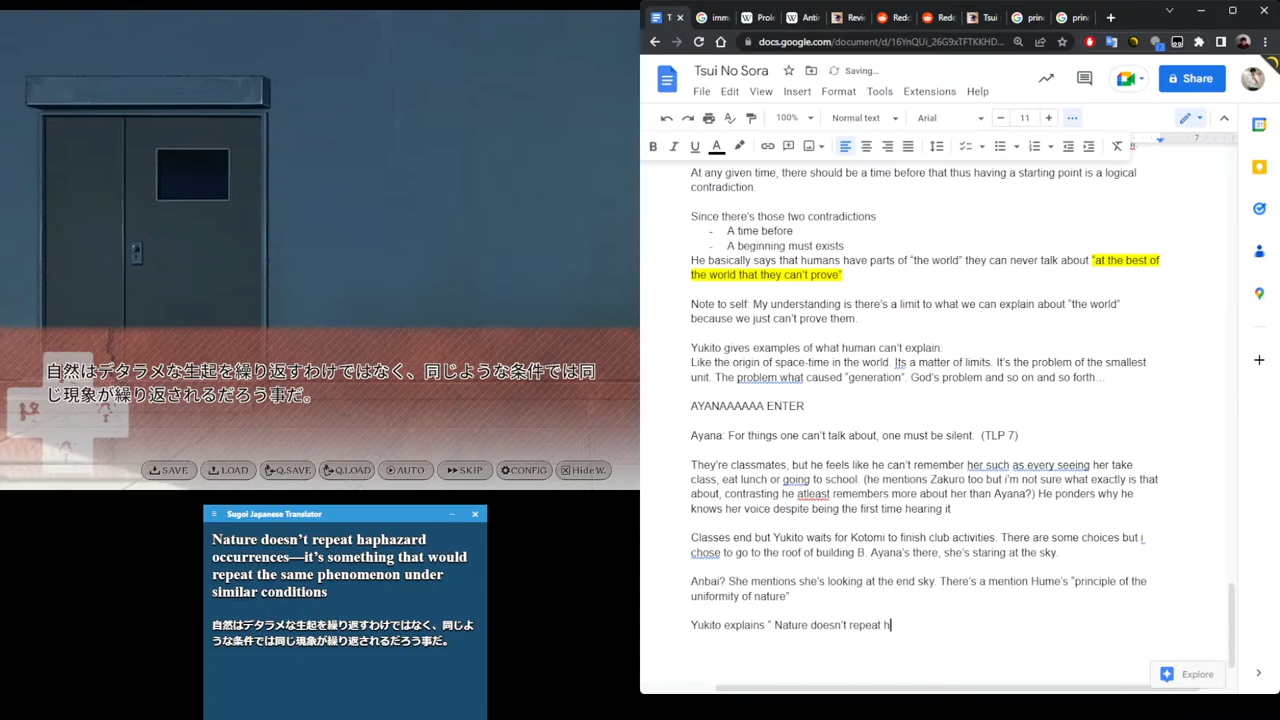 自然はデタラメな生起を繰り返すわけではなく、同じような条件では同
じ現象が繰り返されるだろう事だ。
SAVE
LOAD
Q.SAVE
Q.LOAD
AUTO
SKIP
CONFIG
Hide W.
Sugoi Japanese Translator
Nature doesn't repeat haphazard
occurrences—it's something that would
repeat the same phenomenon under
similar conditions
自然はデタラメな生起を繰り返すわけではなく、同じよ
うな条件では同じ現象が繰り返されるだろう事だ。
T
imm
Prole
Anti
Revi
Redd
Redd
Tsui
princ
princ
docs.google.com/document/d/16YnQUi_26G9xTFTKKHD...
Tsui No Sora
Saving...
File Edit View Insert Format Tools Extensions Help
Share
100% Normal text Arial 11
7
At any given time, there should be a time before that thus having a starting point is a logical
contradiction.
Since there's those two contradictions
- A time before
- A beginning must exists
He basically says that humans have parts of "the world" they can never talk about "at the best of
the world that they can't prove"
Note to self: My understanding is there's a limit to what we can explain about "the world"
because we just can't prove them.
Yukito gives examples of what human can't explain:
Like the origin of space-time in the world. Its a matter of limits. It's the problem of the smallest
unit. The problem what caused "generation". God's problem and so on and so forth...
AYANAAAAAA ENTER
Ayana: For things one can't talk about, one must be silent. (TLP 7)
They're classmates, but he feels like he can't remember her such as every seeing her take
class, eat lunch or going to school. (he mentions Zakuro too but i'm not sure what exactly is that
about, contrasting he atleast remembers more about her than Ayana?) He ponders why he
knows her voice despite being the first time hearing it
Classes end but Yukito waits for Kotomi to finish club activities. There are some choices but i
chose to go to the roof of building B. Ayana's there, she's staring at the sky.
Anbai? She mentions she's looking at the end sky. There's a mention Hume's "principle of the
uniformity of nature"
Yukito explains " Nature doesn't repeat h
Explore